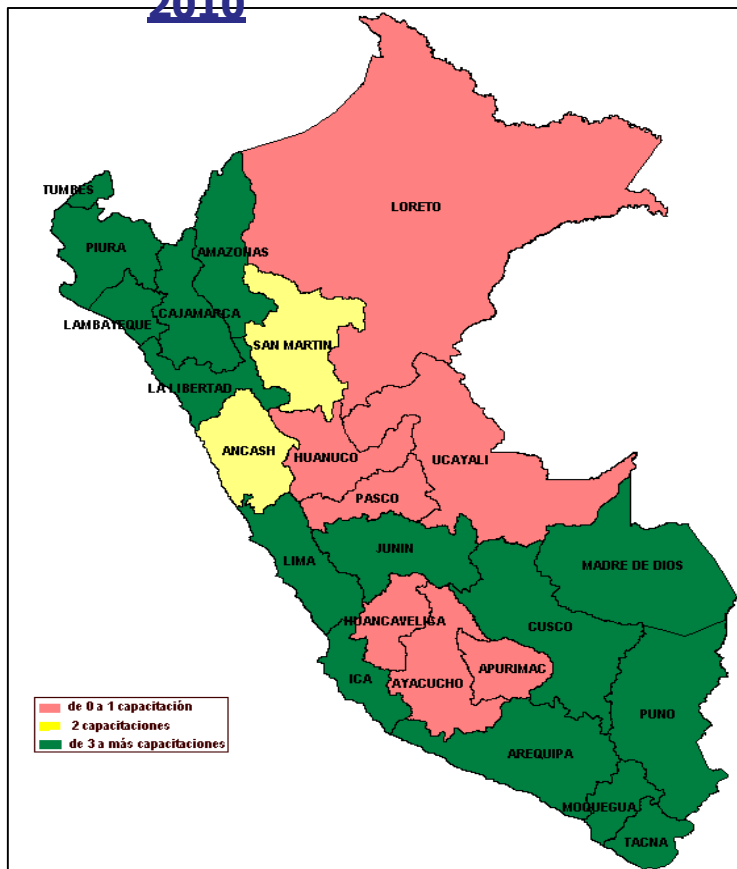 2010
LORETO
TUMBES
PIURA
AMAZONAS
CAJAMARCA
LAMBAYEQUE
SAN MARTIN
LA LIBERTAD
ANCASH
HUANUCO
UCAYALI
PASCO
JUNIN
LIMA
MADRE DE DIOS
HUANCAVELICA
CUSCO
APURIMAC
ICA
AYACUCHO
PUNO
AREQUIPA
MOQUEGUA
TACNA
de 0 a 1 capacitación
2 capacitaciones
de 3 a más capacitaciones